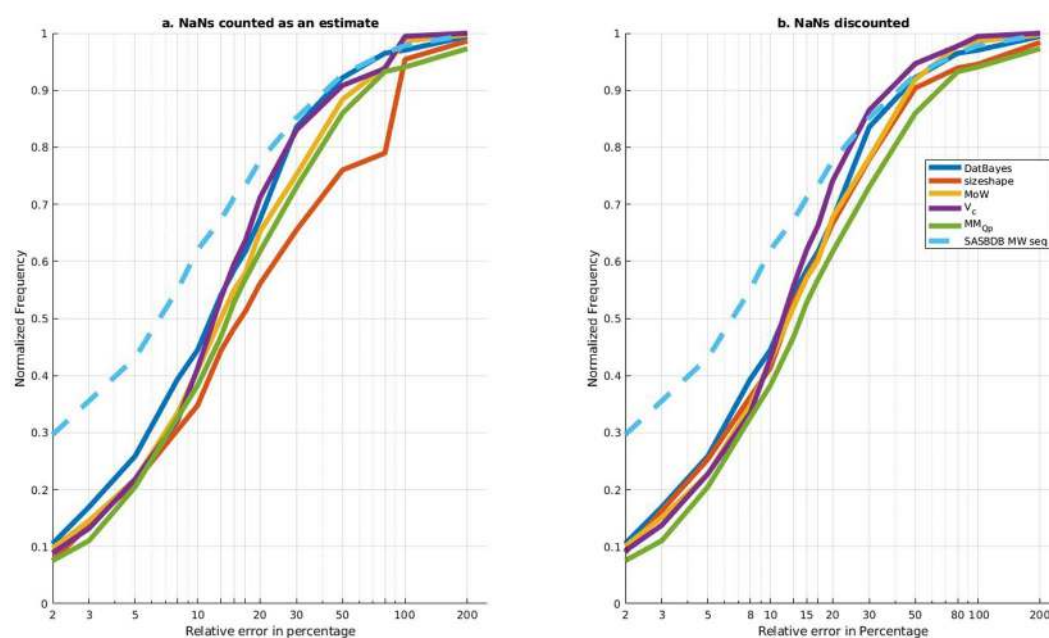 a. NaNs counted as an estimate
1
0.9
0.8
0.7
0.6
0.5
0.4
0.3
0.2
0.1
0
Normalized Frequency
2 3 5 10 20 30 50 100 200
Relative error in percentage
b. NaNs discounted
1
0.9
0.8
0.7
0.6
0.5
0.4
0.3
0.2
0.1
0
Normalized Frequency
2 3 5 8 10 15 20 30 50 80 100 200
Relative error in Percentage
DatBayes
sizeshape
MoW
Vc
MMQp
SASBDB MW seq